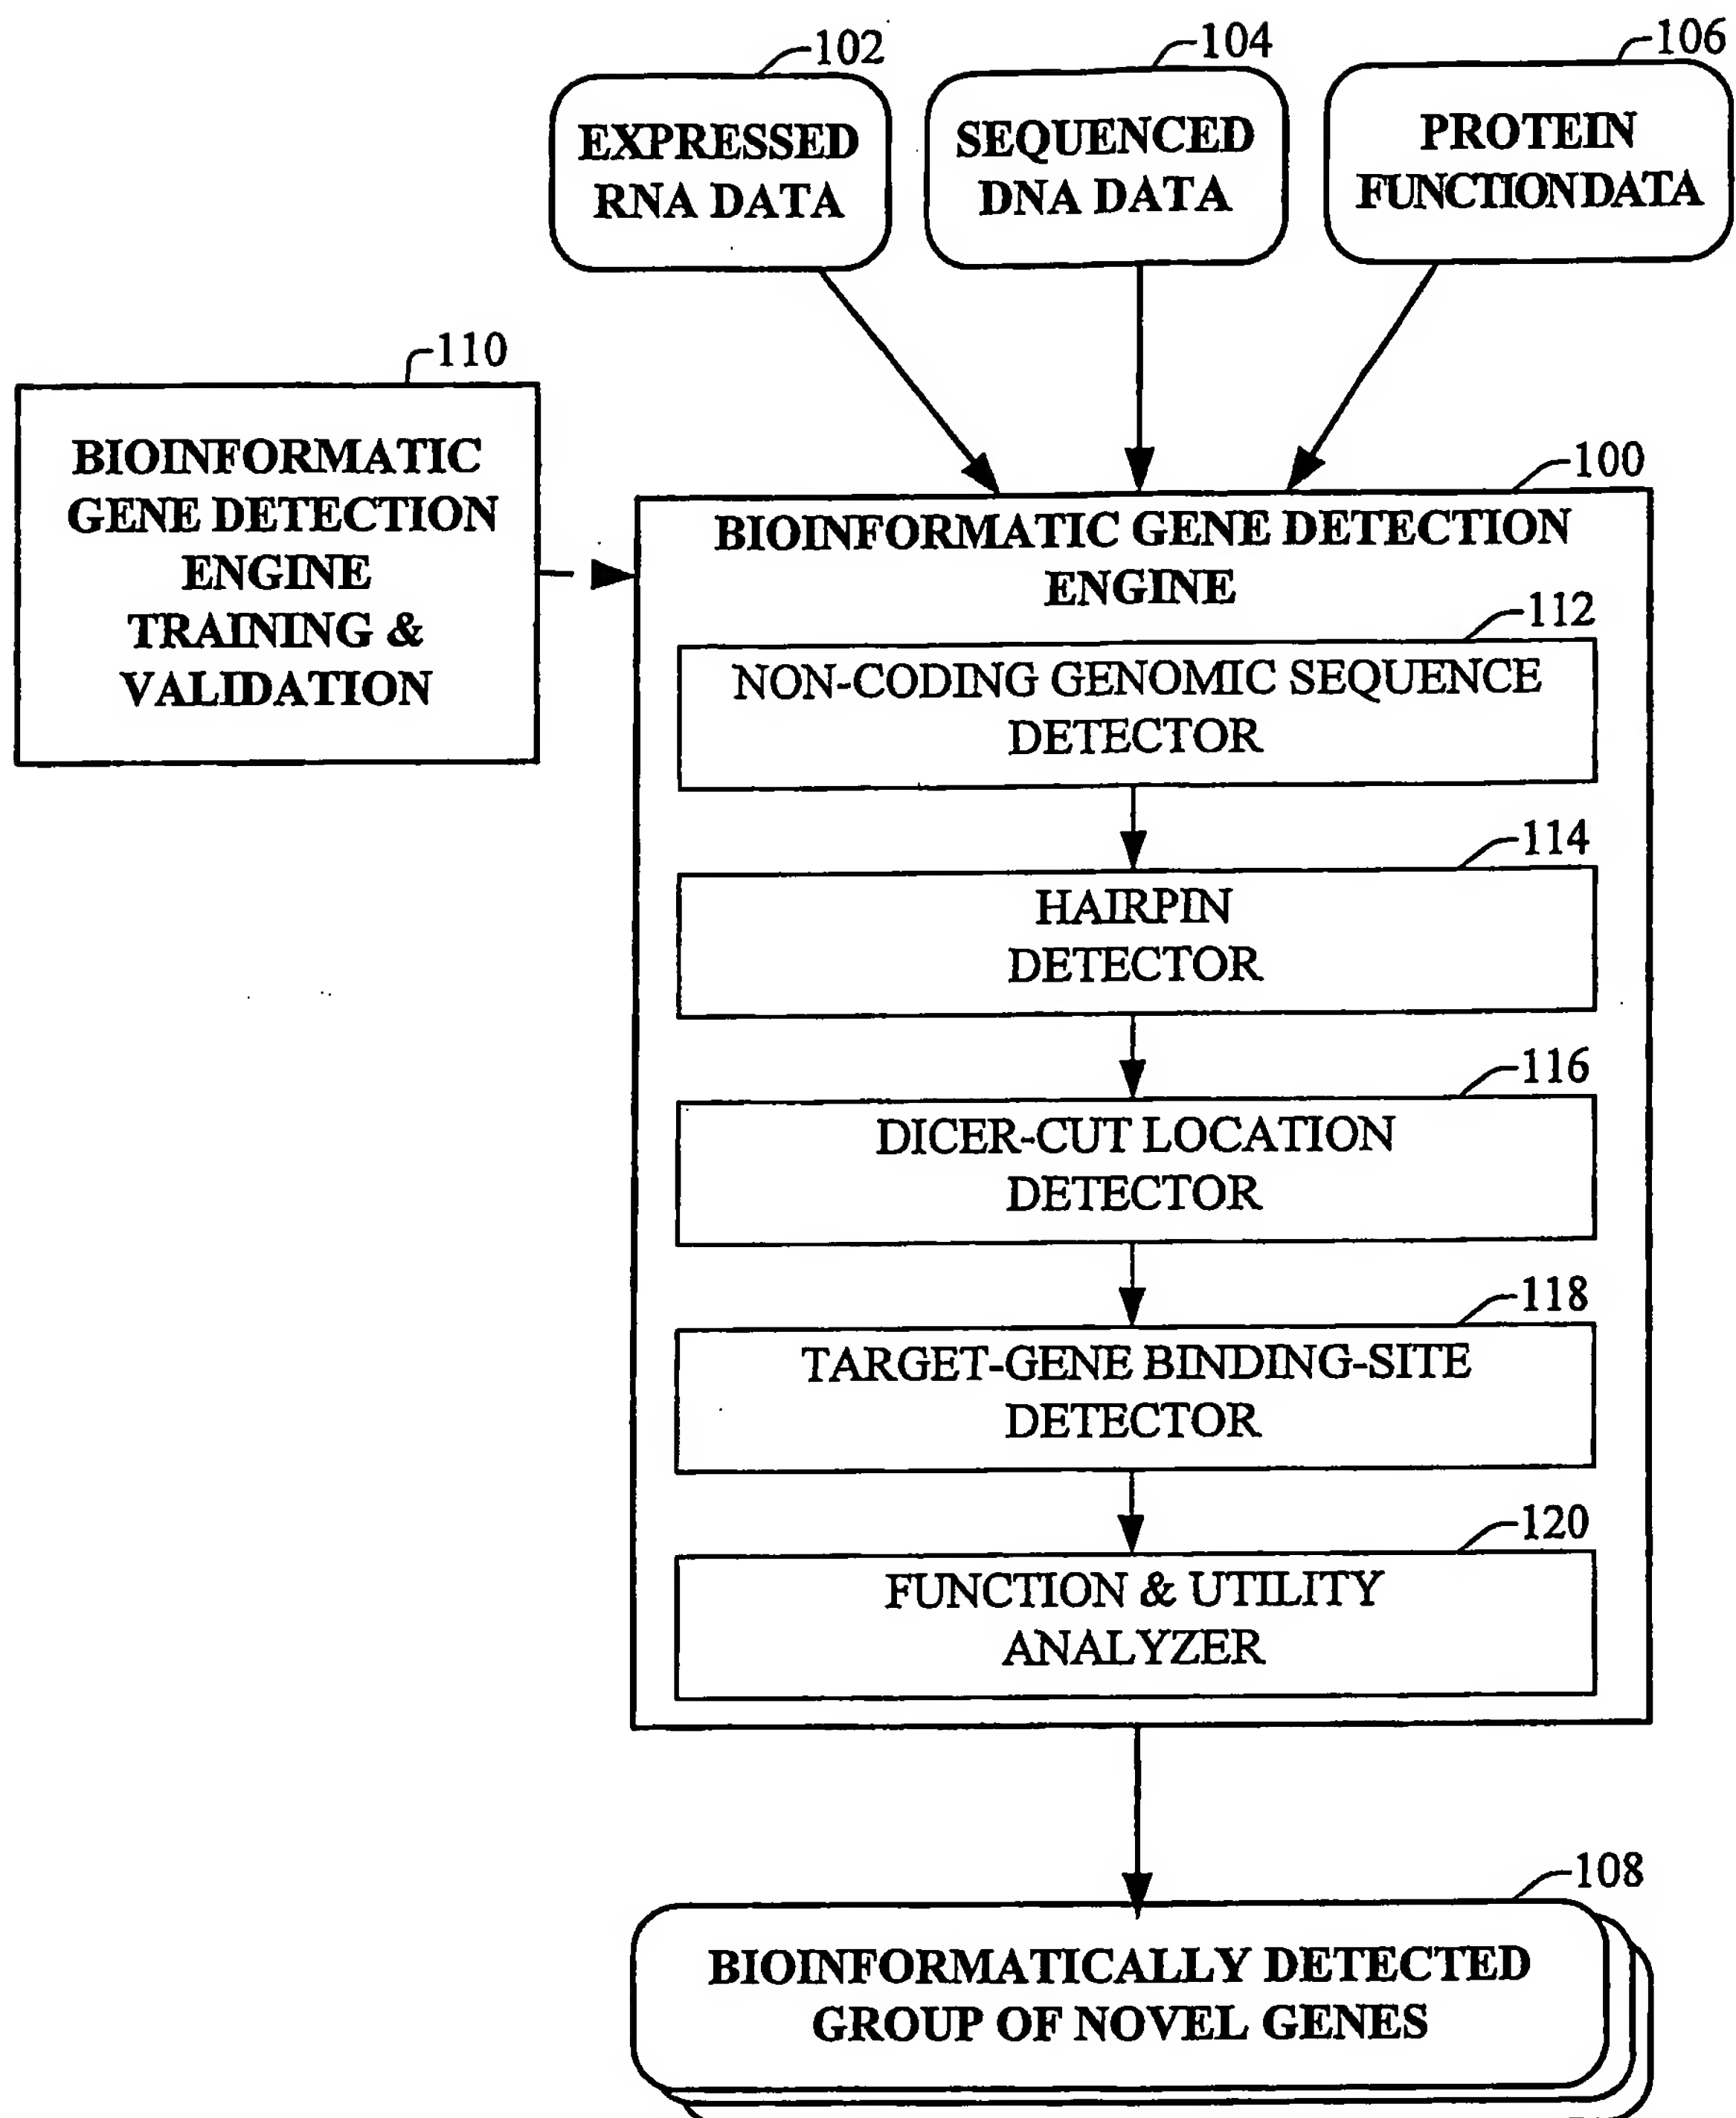 102
EXPRESSED
RNA DATA
104
SEQUENCED
DNA DATA
106
PROTEIN
FUNCTION DATA
110
BIOINFORMATIC
GENE DETECTION
ENGINE
TRAINING &
VALIDATION
100
BIOINFORMATIC GENE DETECTION
ENGINE
112
NON-CODING GENOMIC SEQUENCE
DETECTOR
114
HAIRPIN
DETECTOR
116
DICER-CUT LOCATION
DETECTOR
118
TARGET-GENE BINDING-SITE
DETECTOR
120
FUNCTION & UTILITY
ANALYZER
108
BIOINFORMATICALLY DETECTED
GROUP OF NOVEL GENES